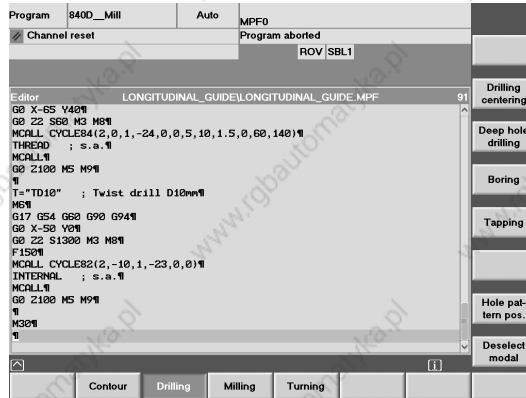 Program 840D__Mill Auto MPF0
Channel reset Program aborted
ROV SBL1
Editor LONGITUDINAL_GUIDE\LONGITUDINAL_GUIDE.MPF 91
G0 X-65 Y40¶
G0 Z2 S60 M3 M8¶
MCALL CYCLE84(2,0,1,-24,0,0,5,10,1.5,0,60,140)¶
THREAD ; s.a.¶
MCALL¶
G0 Z100 M5 M9¶
¶
T="TD10" ; Twist drill D10mm¶
M6¶
G17 G54 G60 G90 G94¶
G0 X-50 Y0¶
G0 Z2 S1300 M3 M8¶
F150¶
MCALL CYCLE82(2,-10,1,-23,0,0)¶
INTERNAL ; s.a.¶
MCALL¶
G0 Z100 M5 M9¶
¶
M30¶
¶
Drilling
centering
Deep hole
drilling
Boring
Tapping
Hole pat-
tern pos.
Deselect
modal
i
Contour Drilling Milling Turning
www.rgbautomatyka.pl